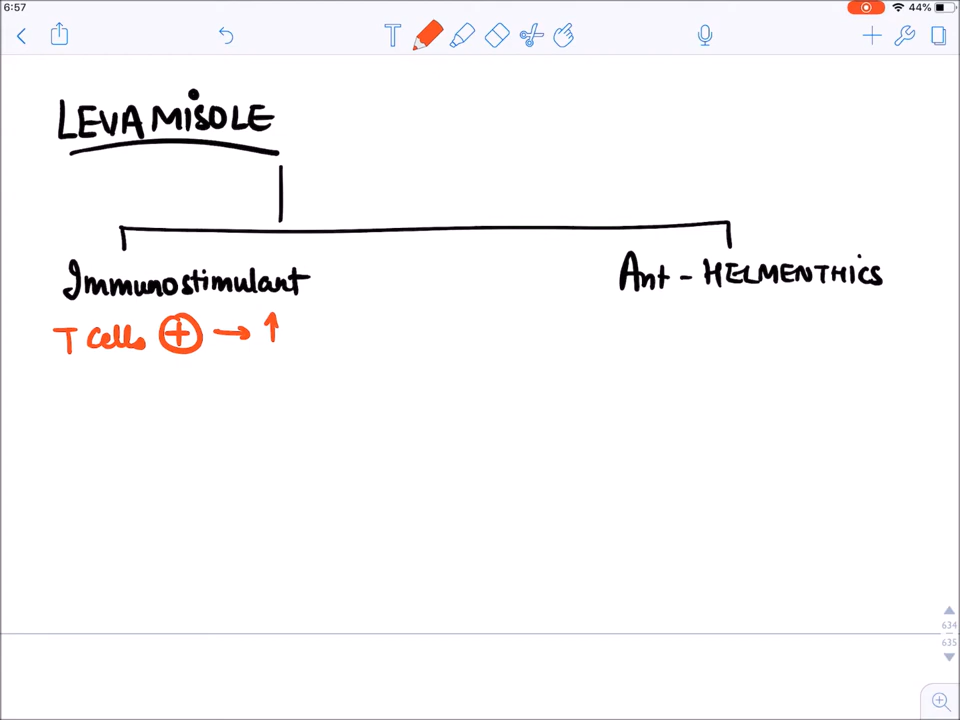 6:57
44%
T
LEVAMISOLE
Immunostimulant
Ant-HELMENTHICS
T cells + → ↑
634
635